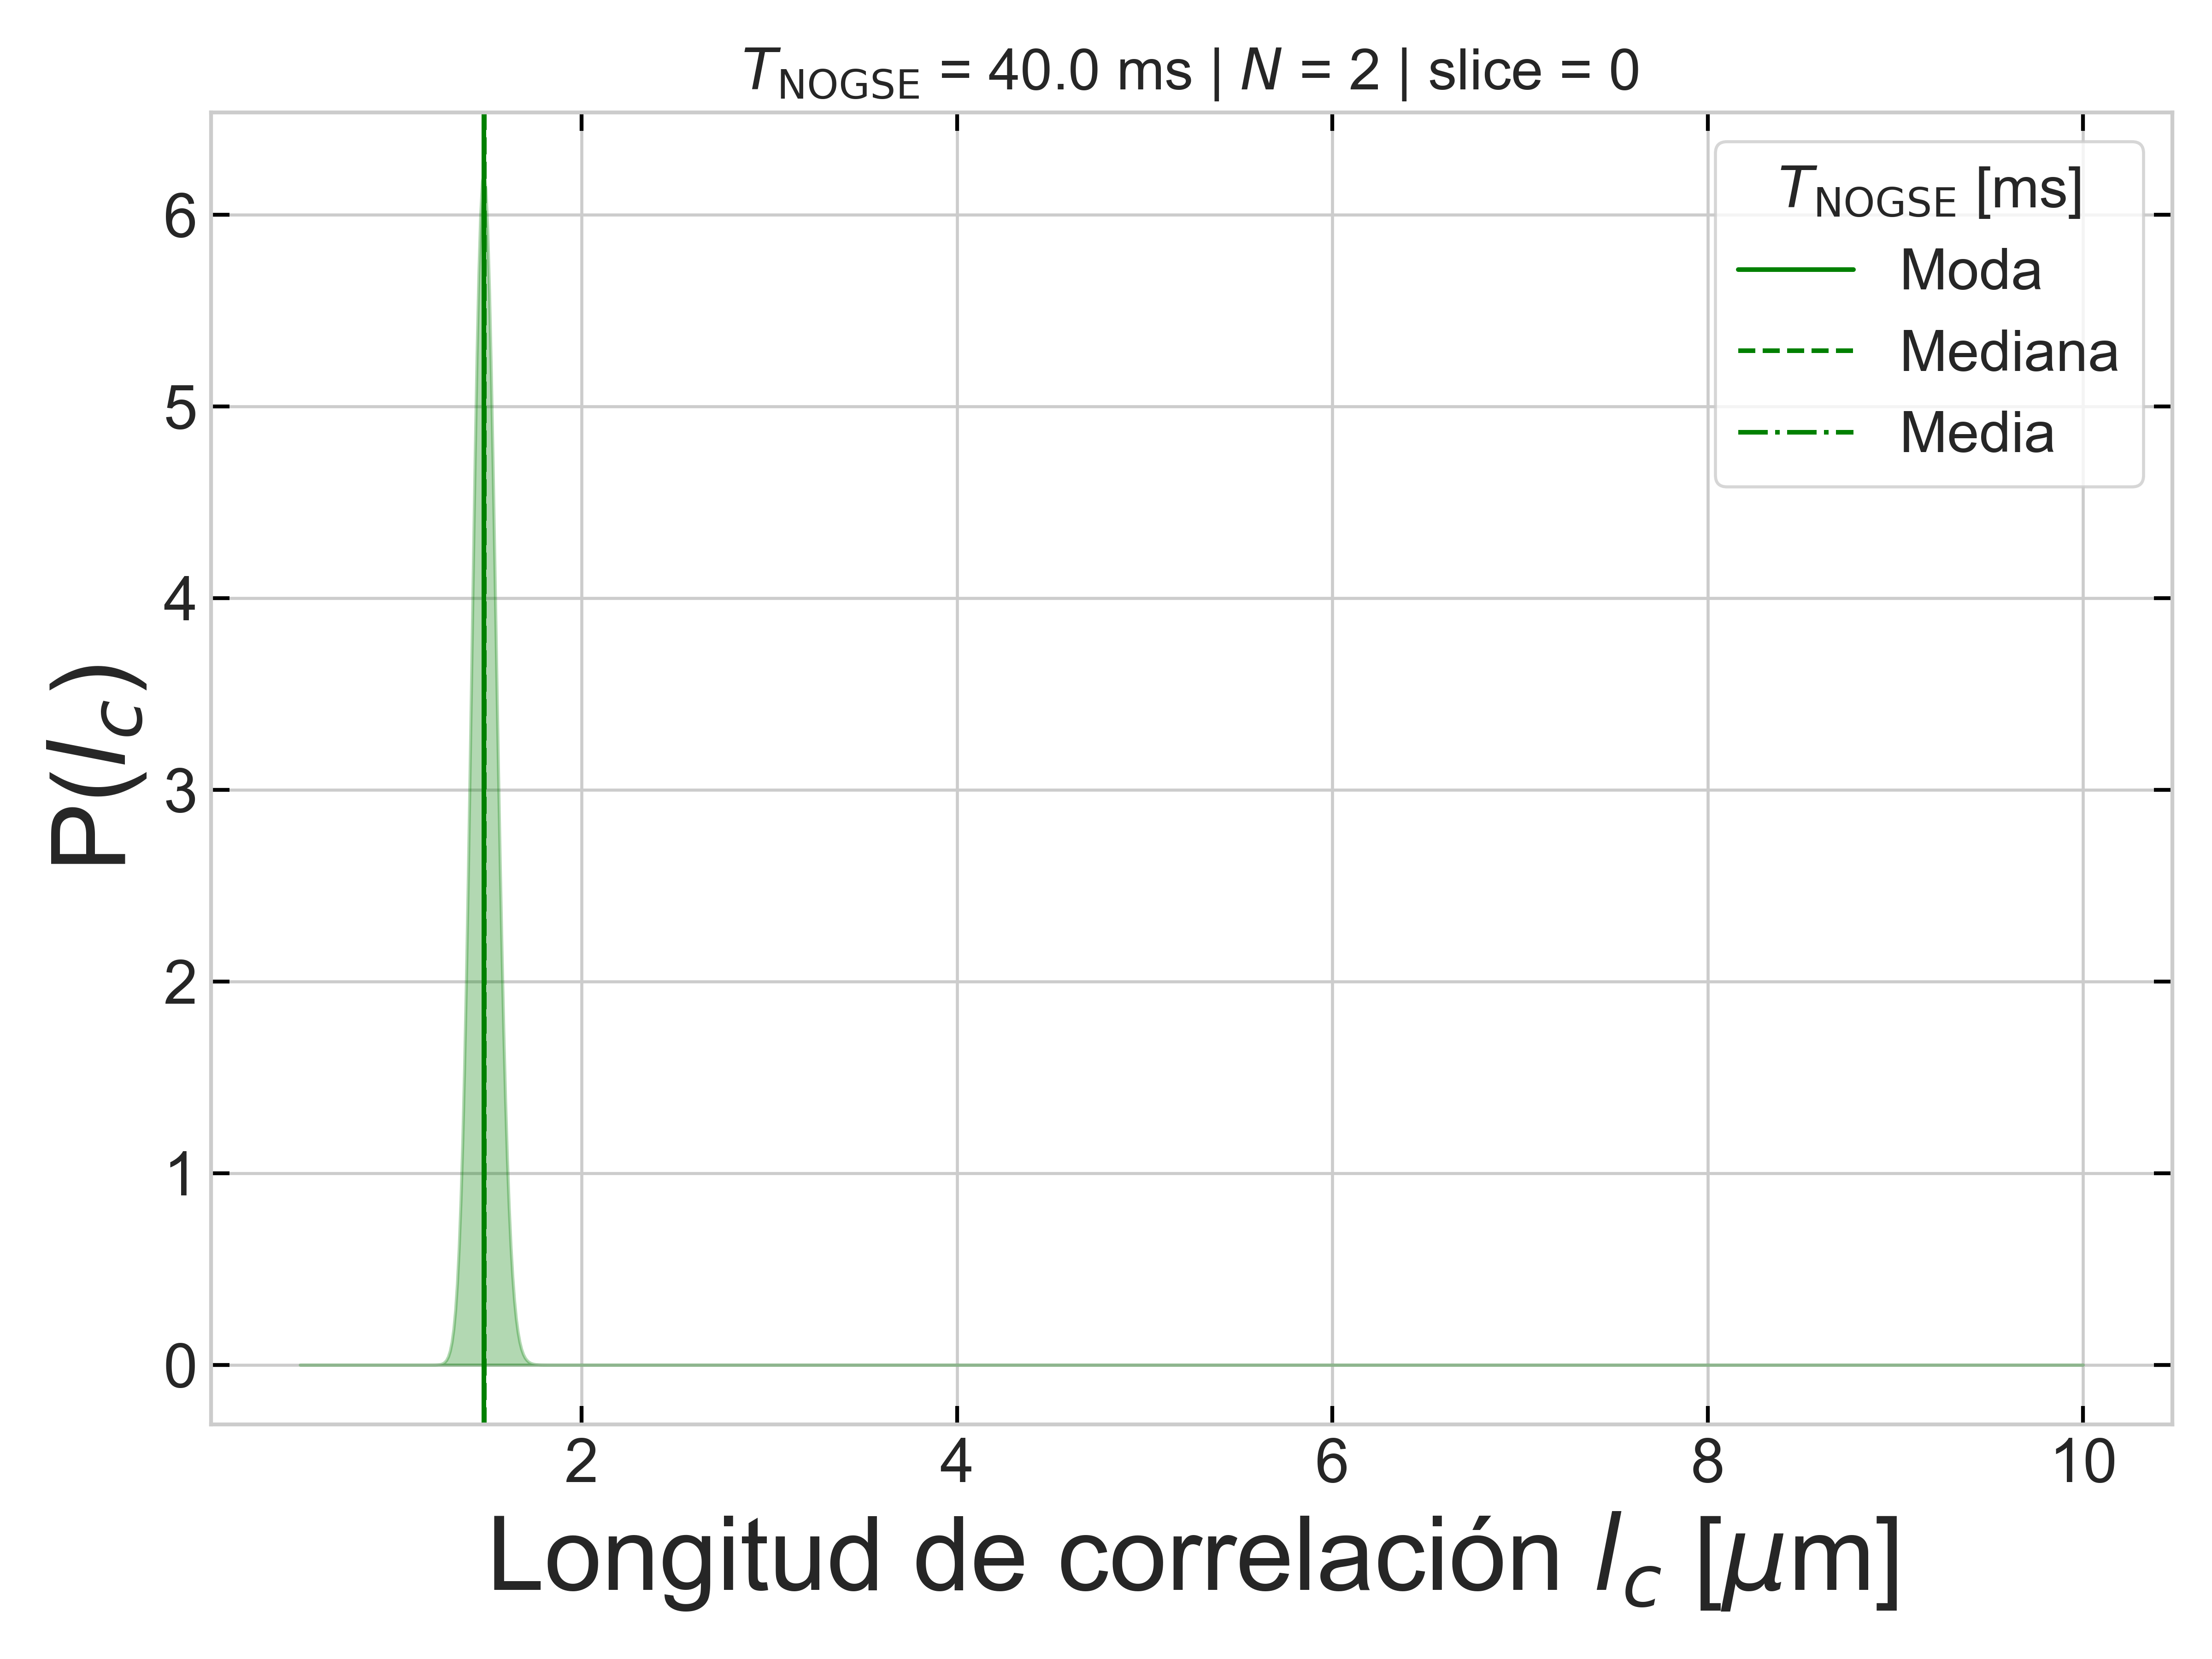 T_NOGSE = 40.0 ms | N = 2 | slice = 0
T_NOGSE [ms]
Moda
Mediana
Media
P(l_c)
6
5
4
3
2
1
0
2 4 6 8 10
Longitud de correlación l_c [μm]